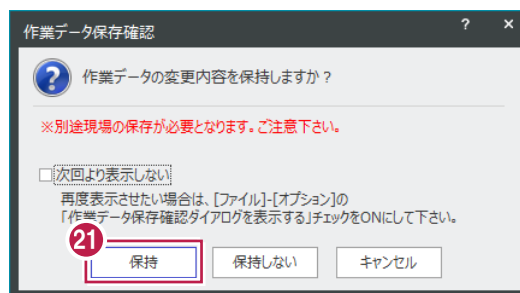 作業データ保存確認 ? ×
作業データの変更内容を保持しますか？
※別途現場の保存が必要となります。ご注意下さい。
次回より表示しない
再度表示させたい場合は、[ファイル]-[オプション]の
「作業データ保存確認ダイアログを表示する」チェックをONにして下さい。
21
保持 保持しない キャンセル